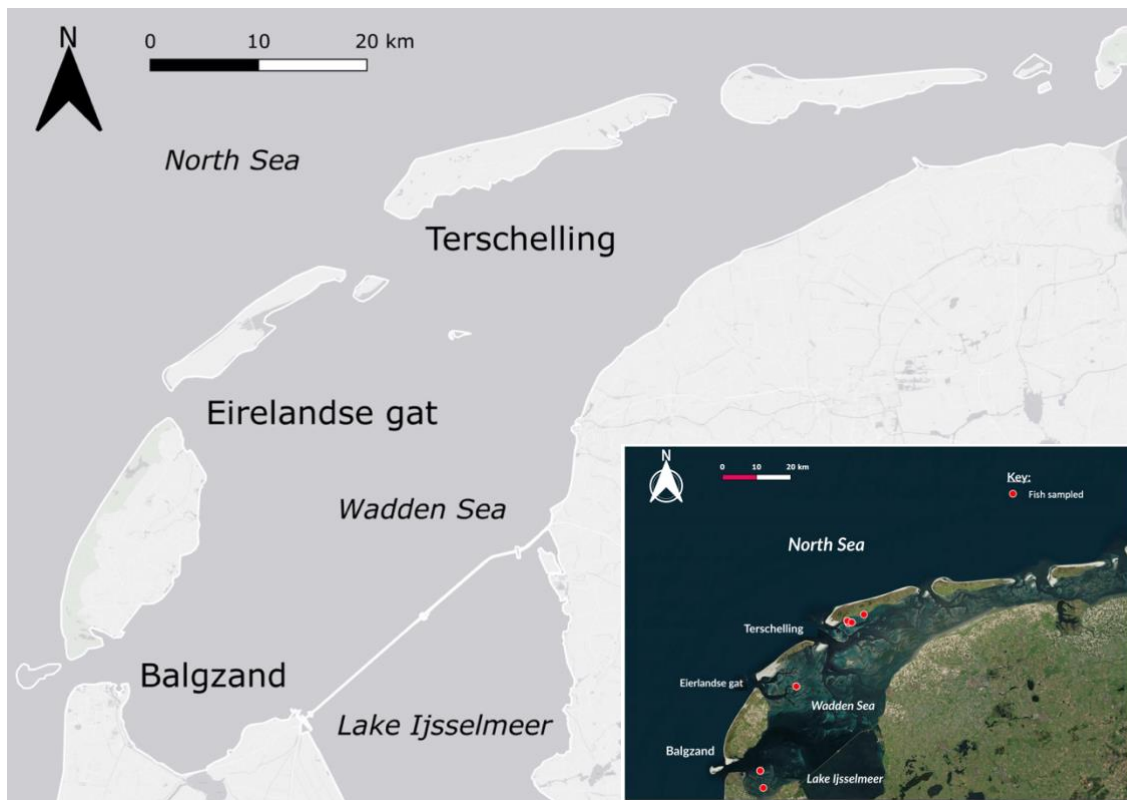 N
0 10 20 km
North Sea
Terschelling
Eirelandse gat
Wadden Sea
Balgzand
Lake Ijsselmeer
N
0 10 20 km
Key:
Fish sampled
North Sea
Terschelling
Eierlandse gat
Wadden Sea
Balgzand
Lake Ijsselmeer